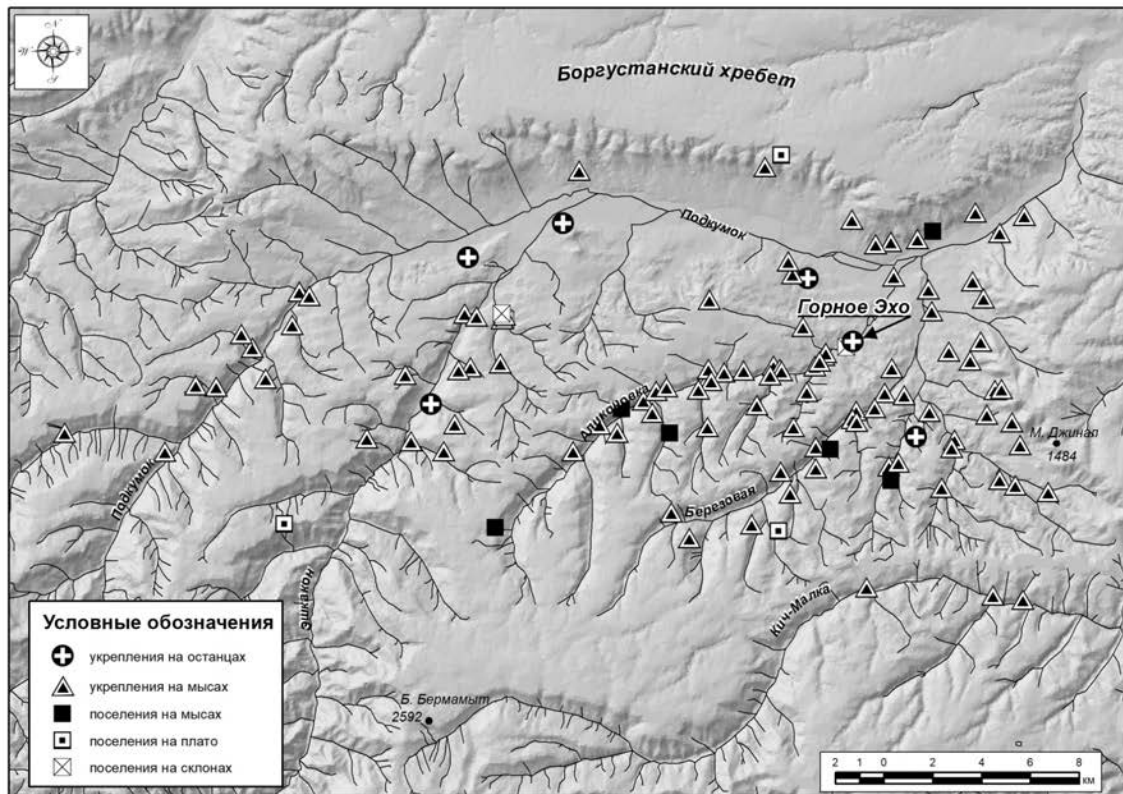 N
Боргустанский хребет
Подкумок
Горное Эхо
Аликоновка
М. Джинал
1484
Подкумок
Березовая
Эшкакон
Кич-Малка
Б. Бермамыт
2592
Условные обозначения
укрепления на останцах
укрепления на мысах
поселения на мысах
поселения на плато
поселения на склонах
2 1 0 2 4 6 8
км